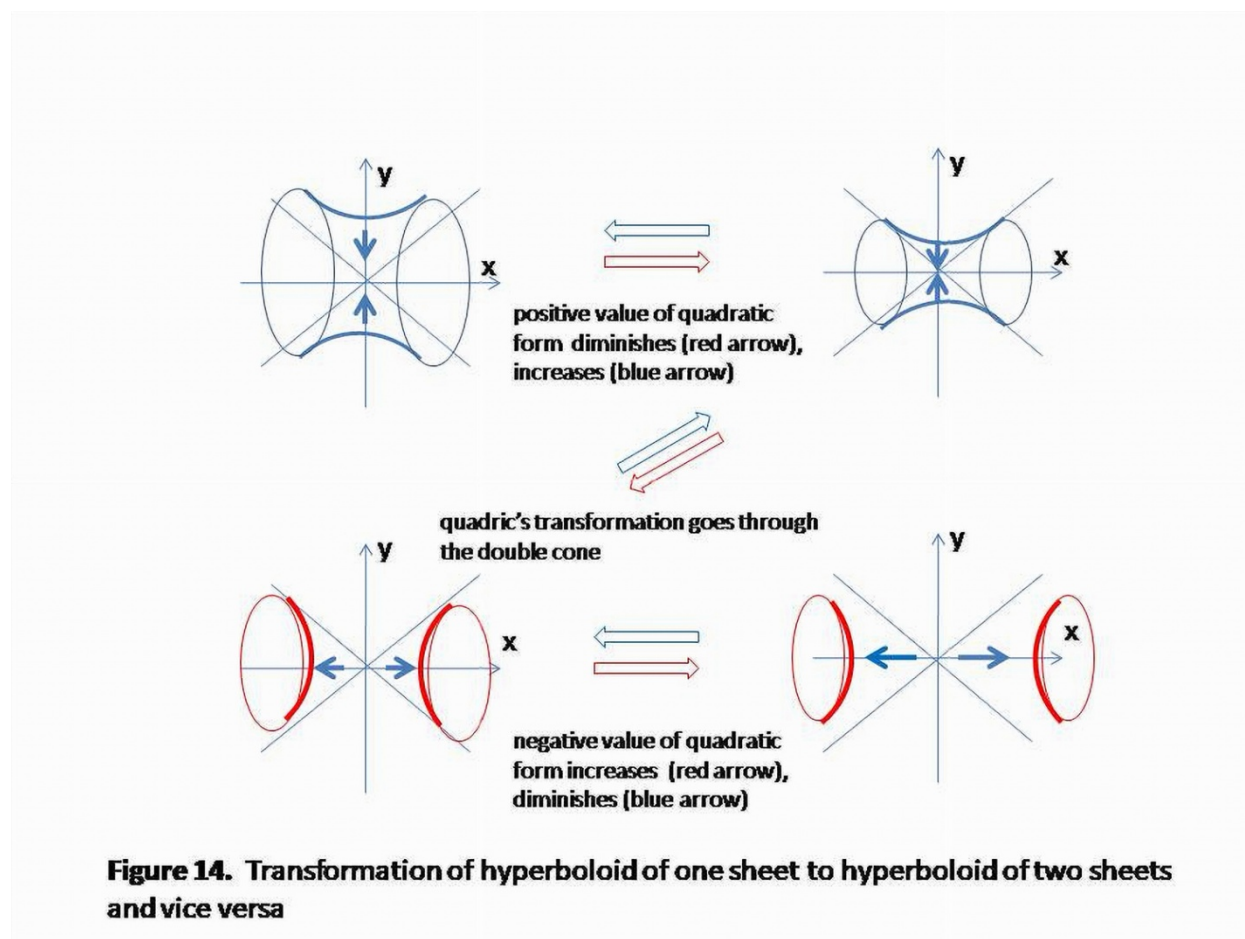 y
y
x
x
positive value of quadratic
form diminishes (red arrow),
increases (blue arrow)
quadric's transformation goes through
the double cone
y
y
x
x
negative value of quadratic
form increases (red arrow),
diminishes (blue arrow)
Figure 14. Transformation of hyperboloid of one sheet to hyperboloid of two sheets
and vice versa